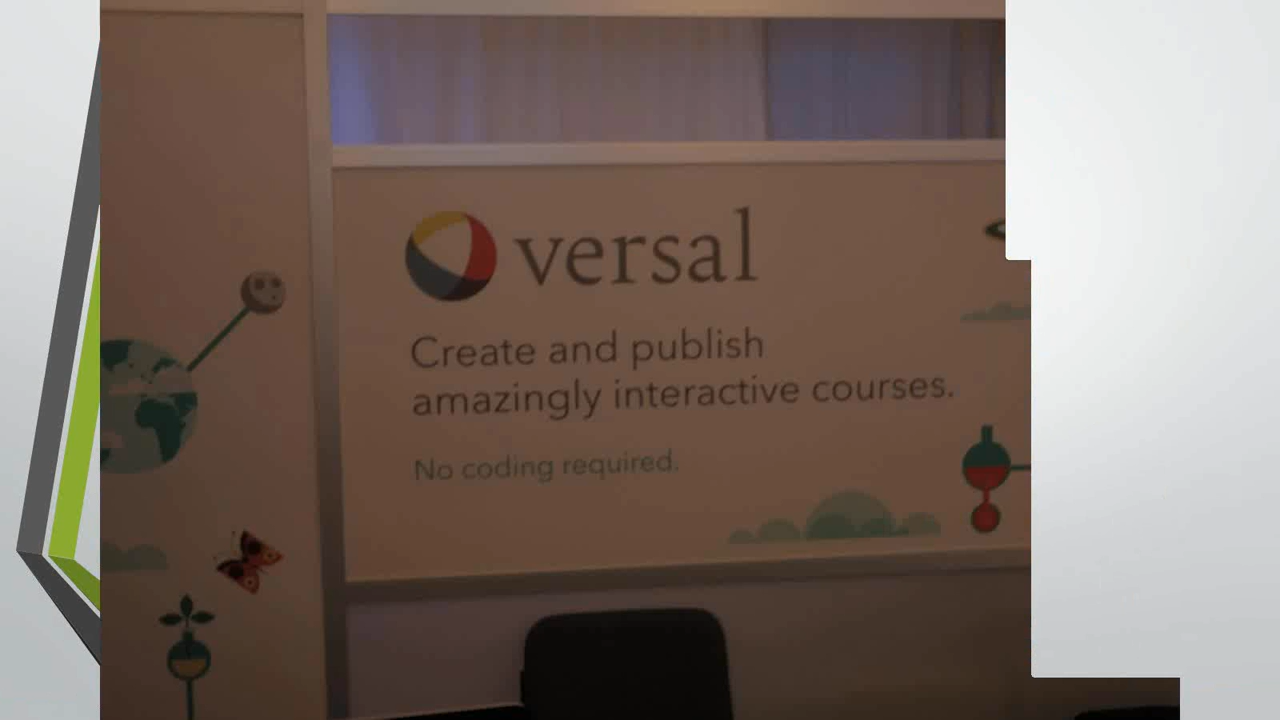 versal
Create and publish
amazingly interactive courses.
No coding required.